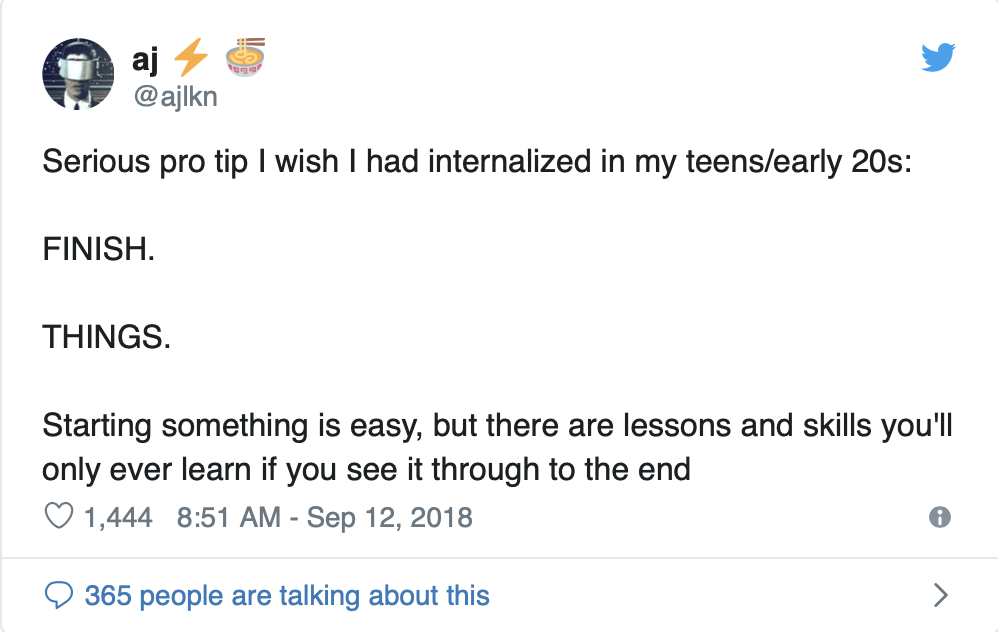 aj ⚡ 🍜
@ajlkn
Serious pro tip I wish I had internalized in my teens/early 20s:
FINISH.
THINGS.
Starting something is easy, but there are lessons and skills you'll
only ever learn if you see it through to the end
1,444 8:51 AM - Sep 12, 2018
365 people are talking about this